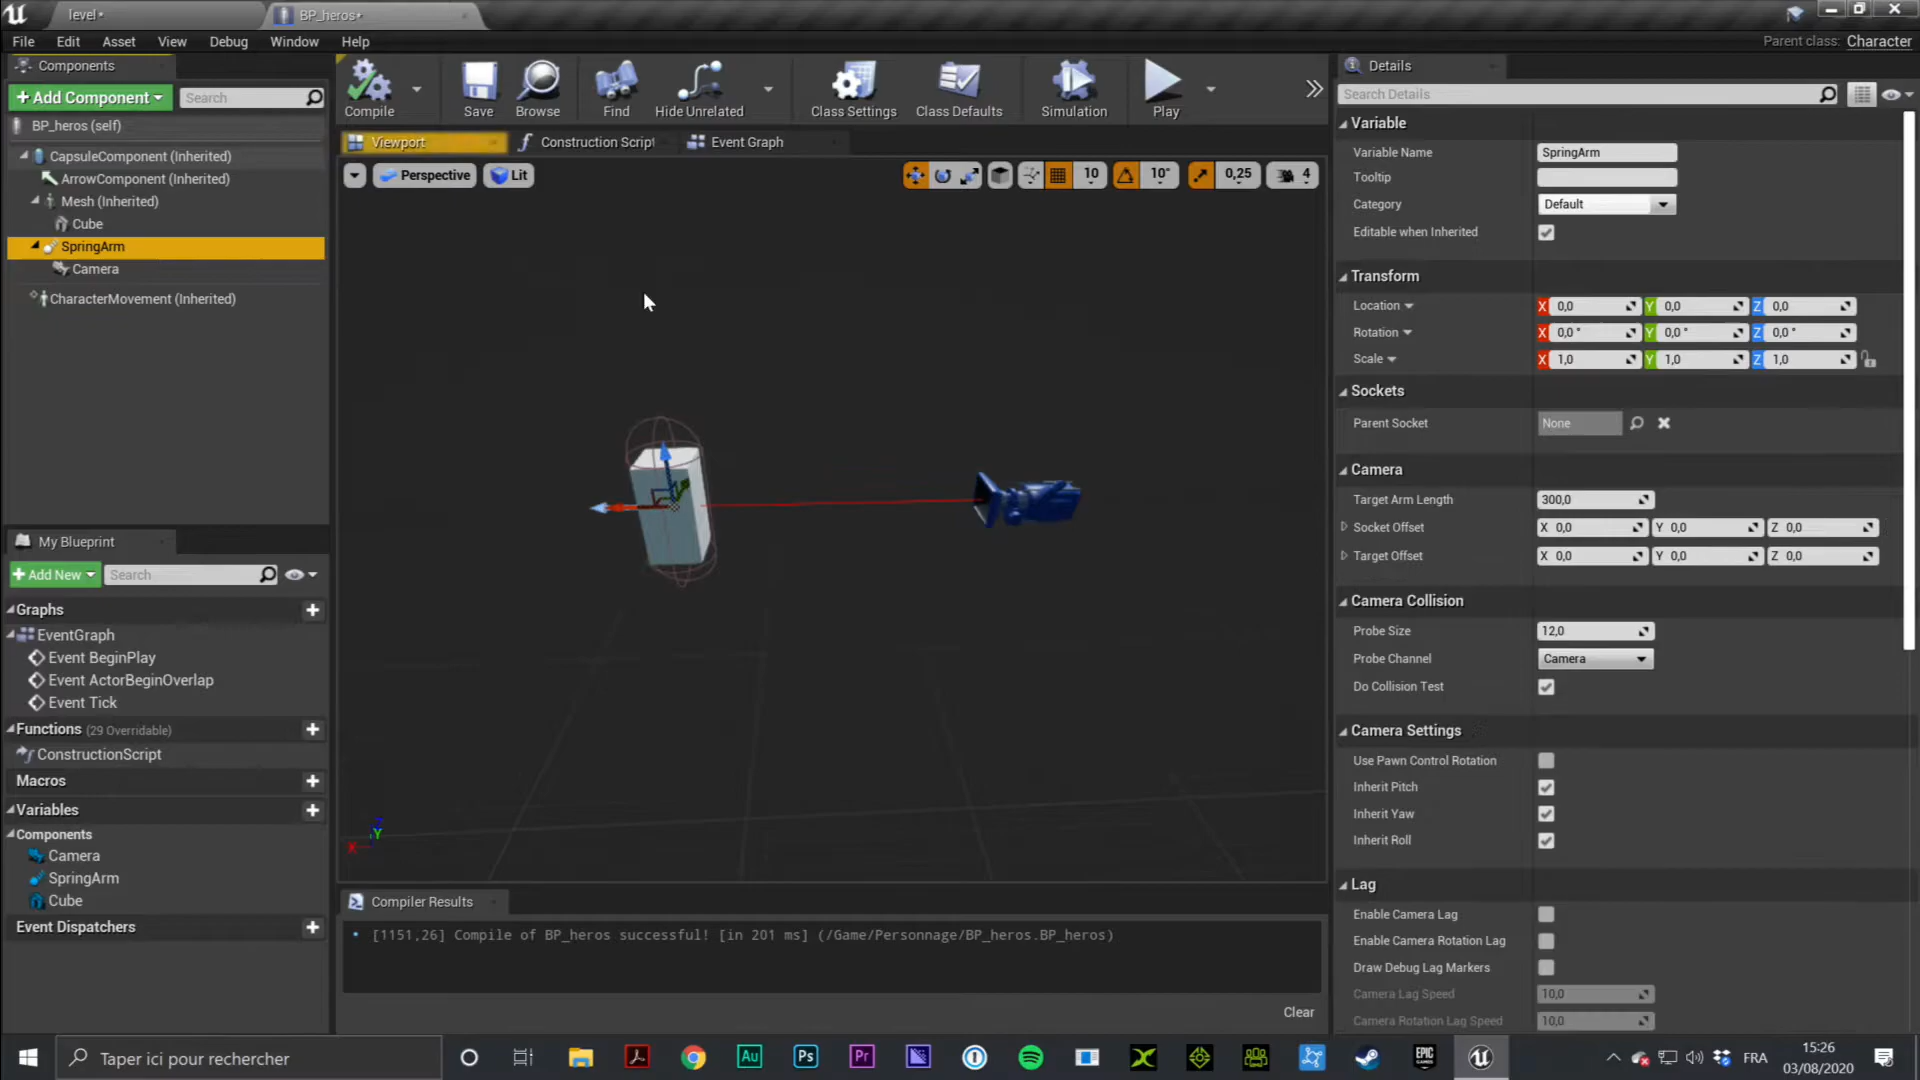 level*
BP_heros*
File Edit Asset View Debug Window Help
Parent class: Character
Components
Add Component
Search
BP_heros (self)
CapsuleComponent (Inherited)
ArrowComponent (Inherited)
Mesh (Inherited)
Cube
SpringArm
Camera
CharacterMovement (Inherited)
My Blueprint
Add New
Search
Graphs
EventGraph
Event BeginPlay
Event ActorBeginOverlap
Event Tick
Functions (29 Overridable)
ConstructionScript
Macros
Variables
Components
Camera
SpringArm
Cube
Event Dispatchers
Compile Save Browse Find Hide Unrelated Class Settings Class Defaults Simulation Play
Viewport Construction Script Event Graph
Perspective Lit 10 10° 0,25 4
Z
Y
X
Compiler Results
[1151,26] Compile of BP_heros successful! [in 201 ms] (/Game/Personnage/BP_heros.BP_heros)
Clear
Details
Search Details
Variable
Variable Name SpringArm
Tooltip
Category Default
Editable when Inherited
Transform
Location X 0,0 Y 0,0 Z 0,0
Rotation X 0,0 ° Y 0,0 ° Z 0,0 °
Scale X 1,0 Y 1,0 Z 1,0
Sockets
Parent Socket None
Camera
Target Arm Length 300,0
Socket Offset X 0,0 Y 0,0 Z 0,0
Target Offset X 0,0 Y 0,0 Z 0,0
Camera Collision
Probe Size 12,0
Probe Channel Camera
Do Collision Test
Camera Settings
Use Pawn Control Rotation
Inherit Pitch
Inherit Yaw
Inherit Roll
Lag
Enable Camera Lag
Enable Camera Rotation Lag
Draw Debug Lag Markers
Camera Lag Speed 10,0
Camera Rotation Lag Speed 10,0
Taper ici pour rechercher
Au Ps Pr
EPIC GAMES
FRA
15:26
03/08/2020